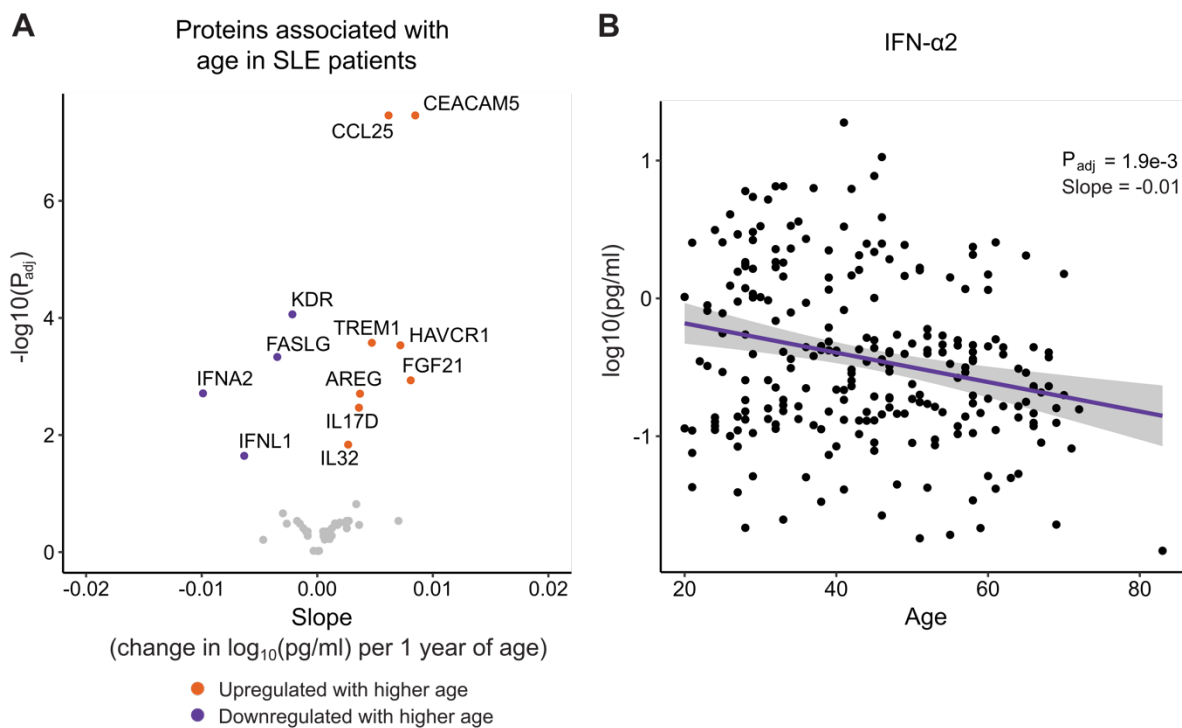 A
Proteins associated with
age in SLE patients
CEACAM5
CCL25
6
-log10(Padj)
KDR
4
TREM1
HAVCR1
FASLG
FGF21
IFNA2
AREG
IL17D
2
IFNL1
IL32
0
-0.02 -0.01 0.00 0.01 0.02
Slope
(change in log10(pg/ml) per 1 year of age)
Upregulated with higher age
Downregulated with higher age
B
IFN-α2
Padj = 1.9e-3
Slope = -0.01
1
log10(pg/ml)
0
-1
20 40 60 80
Age